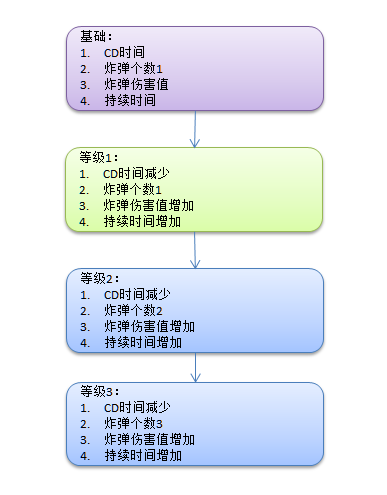 基础：
1. CD时间
2. 炸弹个数1
3. 炸弹伤害值
4. 持续时间
等级1：
1. CD时间减少
2. 炸弹个数1
3. 炸弹伤害值增加
4. 持续时间增加
等级2：
1. CD时间减少
2. 炸弹个数2
3. 炸弹伤害值增加
4. 持续时间增加
等级3：
1. CD时间减少
2. 炸弹个数3
3. 炸弹伤害值增加
4. 持续时间增加